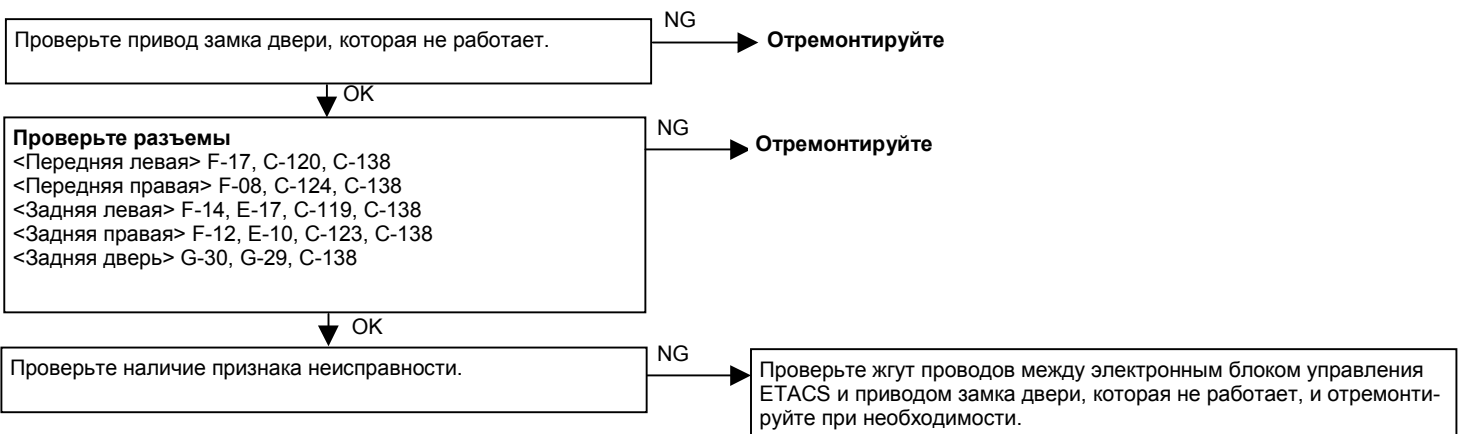 Проверьте привод замка двери, которая не работает.
NG
Отремонтируйте
OK
Проверьте разъемы
<Передняя левая> F-17, C-120, C-138
<Передняя правая> F-08, C-124, C-138
<Задняя левая> F-14, E-17, C-119, C-138
<Задняя правая> F-12, E-10, C-123, C-138
<Задняя дверь> G-30, G-29, C-138
NG
Отремонтируйте
OK
Проверьте наличие признака неисправности.
NG
Проверьте жгут проводов между электронным блоком управления
ETACS и приводом замка двери, которая не работает, и отремонти-
руйте при необходимости.